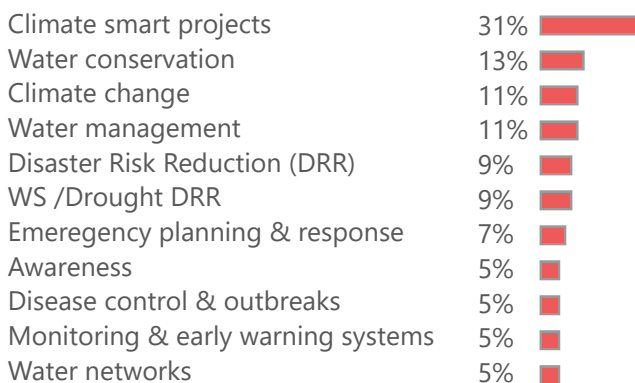 Climate smart projects 31%
Water conservation 13%
Climate change 11%
Water management 11%
Disaster Risk Reduction (DRR) 9%
WS /Drought DRR 9%
Emeregency planning & response 7%
Awareness 5%
Disease control & outbreaks 5%
Monitoring & early warning systems 5%
Water networks 5%